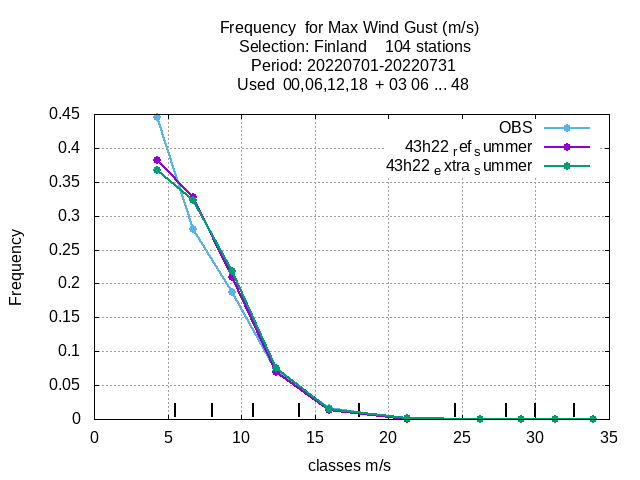 Frequency  for Max Wind Gust (m/s)
Selection: Finland    104 stations
Period: 20220701-20220731
Used  00,06,12,18  + 03 06 ... 48
OBS
43h22 ref summer
43h22 extra summer
Frequency
0.45
0.4
0.35
0.3
0.25
0.2
0.15
0.1
0.05
0
0 5 10 15 20 25 30 35
classes m/s